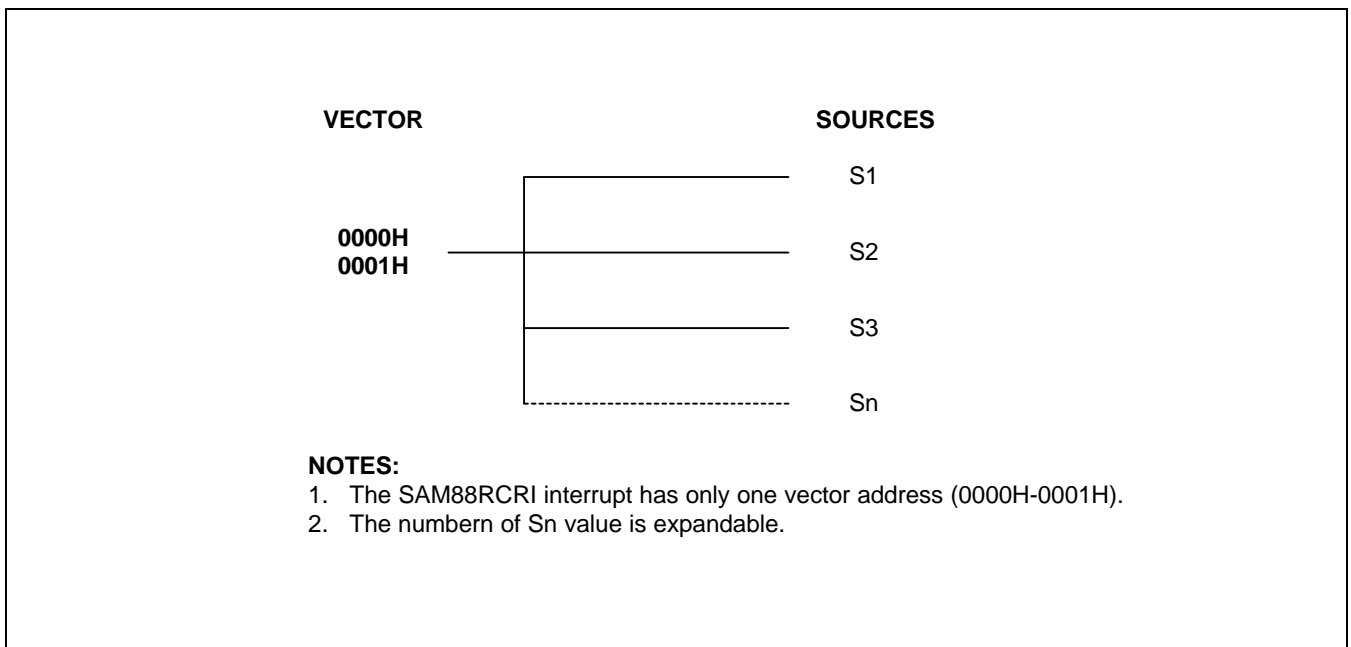 VECTOR SOURCES
S1
0000H
0001H
S2
S3
Sn
NOTES:
1. The SAM88RCRI interrupt has only one vector address (0000H-0001H).
2. The numbern of Sn value is expandable.